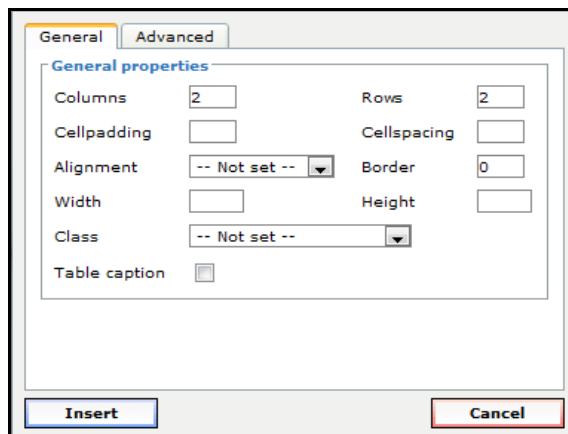 General Advanced
General properties
Columns 2 Rows 2
Cellpadding Cellspacing
Alignment -- Not set -- Border 0
Width Height
Class -- Not set --
Table caption
Insert Cancel